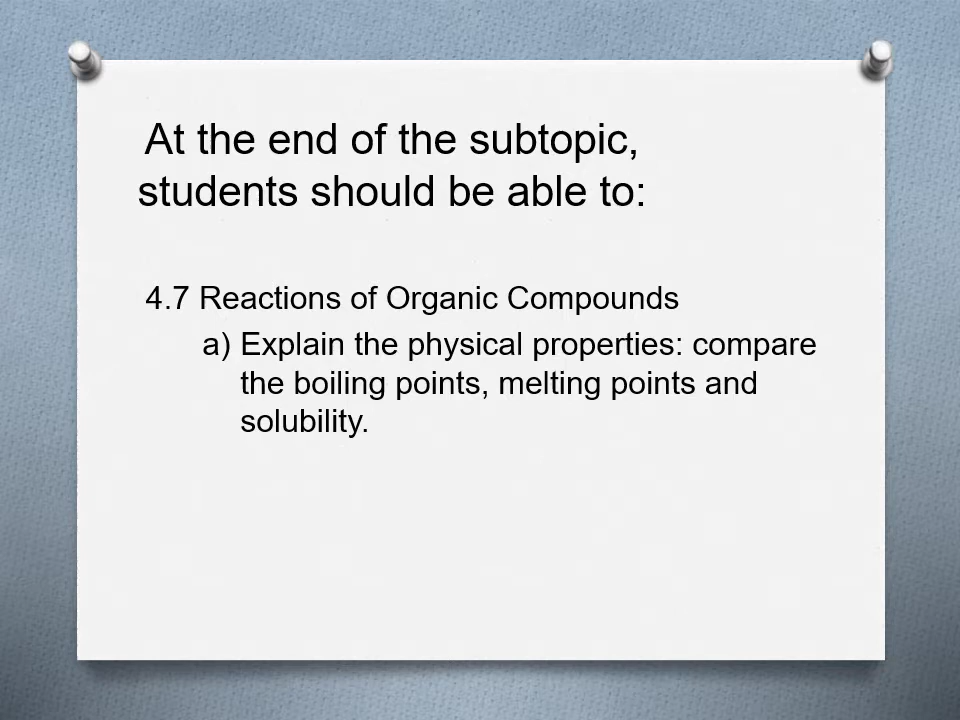 At the end of the subtopic,
students should be able to:
4.7 Reactions of Organic Compounds
a) Explain the physical properties: compare
the boiling points, melting points and
solubility.